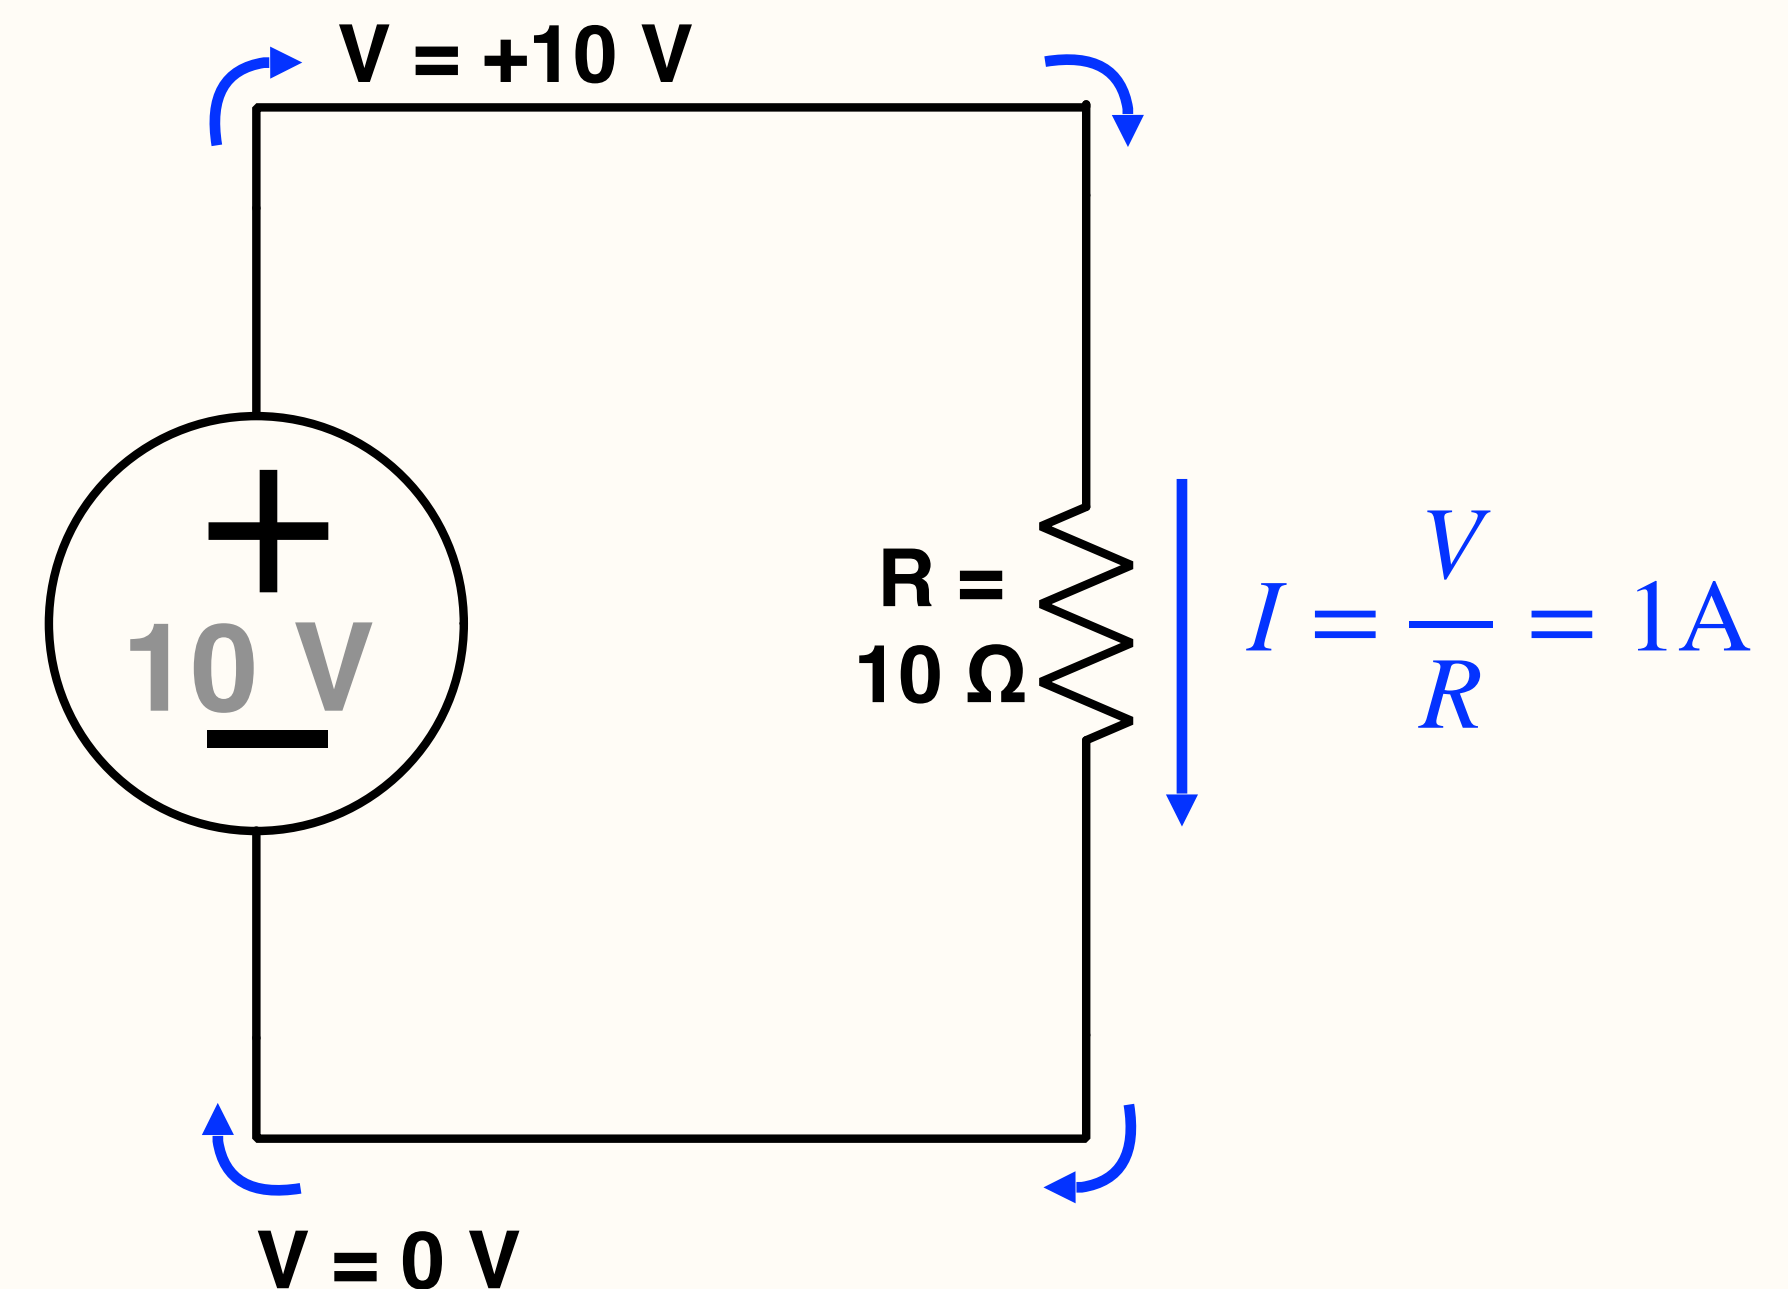 V = +10 V
+
10 V
−
R =
10 Ω
I = V/R = 1A
V = 0 V